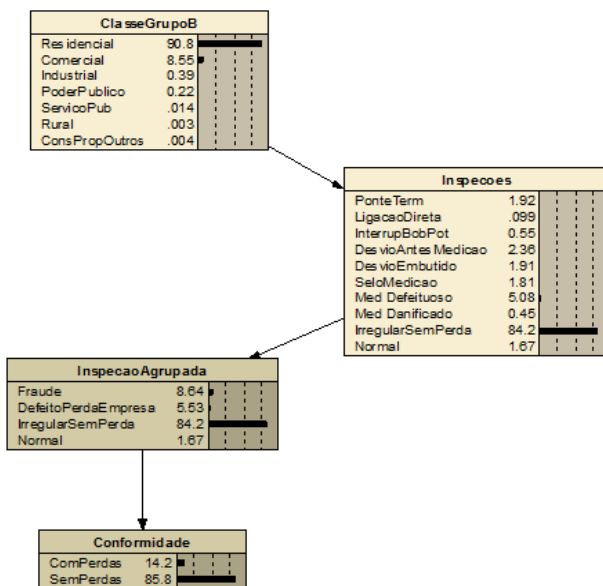 ClasseGrupoB
Residencial 90.8
Comercial 8.55
Industrial 0.39
PoderPublico 0.22
ServicoPub .014
Rural .003
ConsPropOutros .004
Inspecoes
PonteTerm 1.92
LigacaoDireta .099
InterrupBobPot 0.55
DesvioAntesMedicao 2.36
DesvioEmbutido 1.91
SeloMedicao 1.81
Med Defeituoso 5.08
Med Danificado 0.45
IrregularSemPerda 84.2
Normal 1.67
InspecaoAgrupada
Fraude 8.64
DefeitoPerdaEmpresa 5.53
IrregularSemPerda 84.2
Normal 1.67
Conformidade
ComPerdas 14.2
SemPerdas 85.8